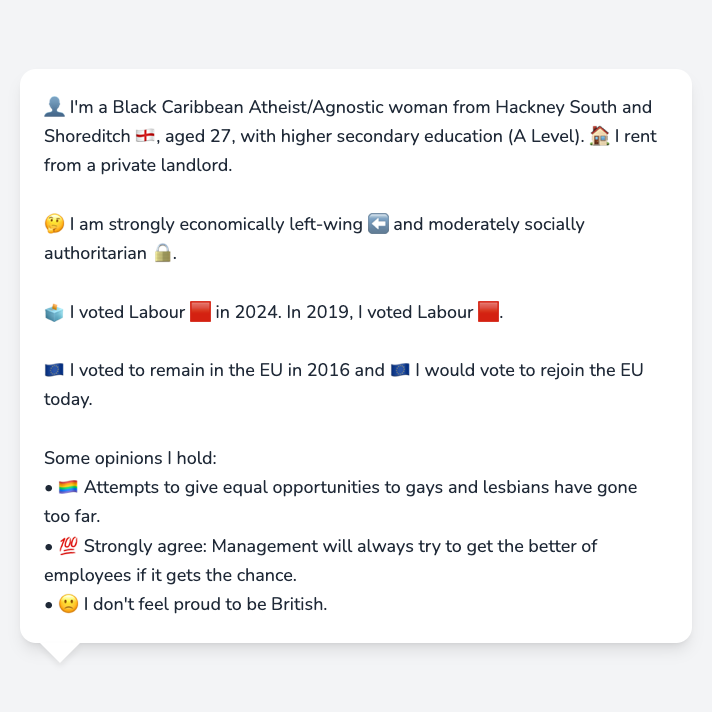 👤 I'm a Black Caribbean Atheist/Agnostic woman from Hackney South and
Shoreditch 🏴󠁧󠁢󠁥󠁮󠁧󠁿, aged 27, with higher secondary education (A Level). 🏠 I rent
from a private landlord.
🤔 I am strongly economically left-wing ⬅️ and moderately socially
authoritarian 🔒.
🗳️ I voted Labour 🟥 in 2024. In 2019, I voted Labour 🟥.
🇪🇺 I voted to remain in the EU in 2016 and 🇪🇺 I would vote to rejoin the EU
today.
Some opinions I hold:
• 🏳️‍🌈 Attempts to give equal opportunities to gays and lesbians have gone
too far.
• 💯 Strongly agree: Management will always try to get the better of
employees if it gets the chance.
• 🙁 I don't feel proud to be British.